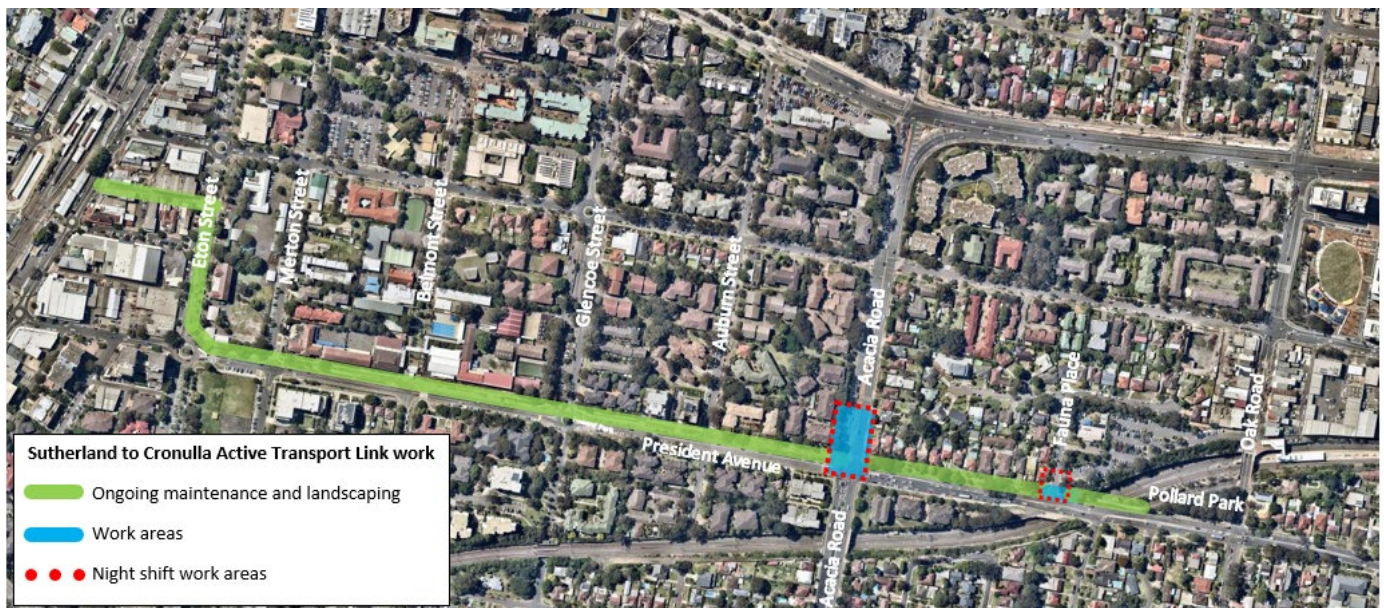 Eton Street
Merton Street
Belmont Street
Glencoe Street
Auburn Street
Acacia Road
Fauna Place
Oak Road
President Avenue
Pollard Park
Acacia Road
Sutherland to Cronulla Active Transport Link work
Ongoing maintenance and landscaping
Work areas
Night shift work areas